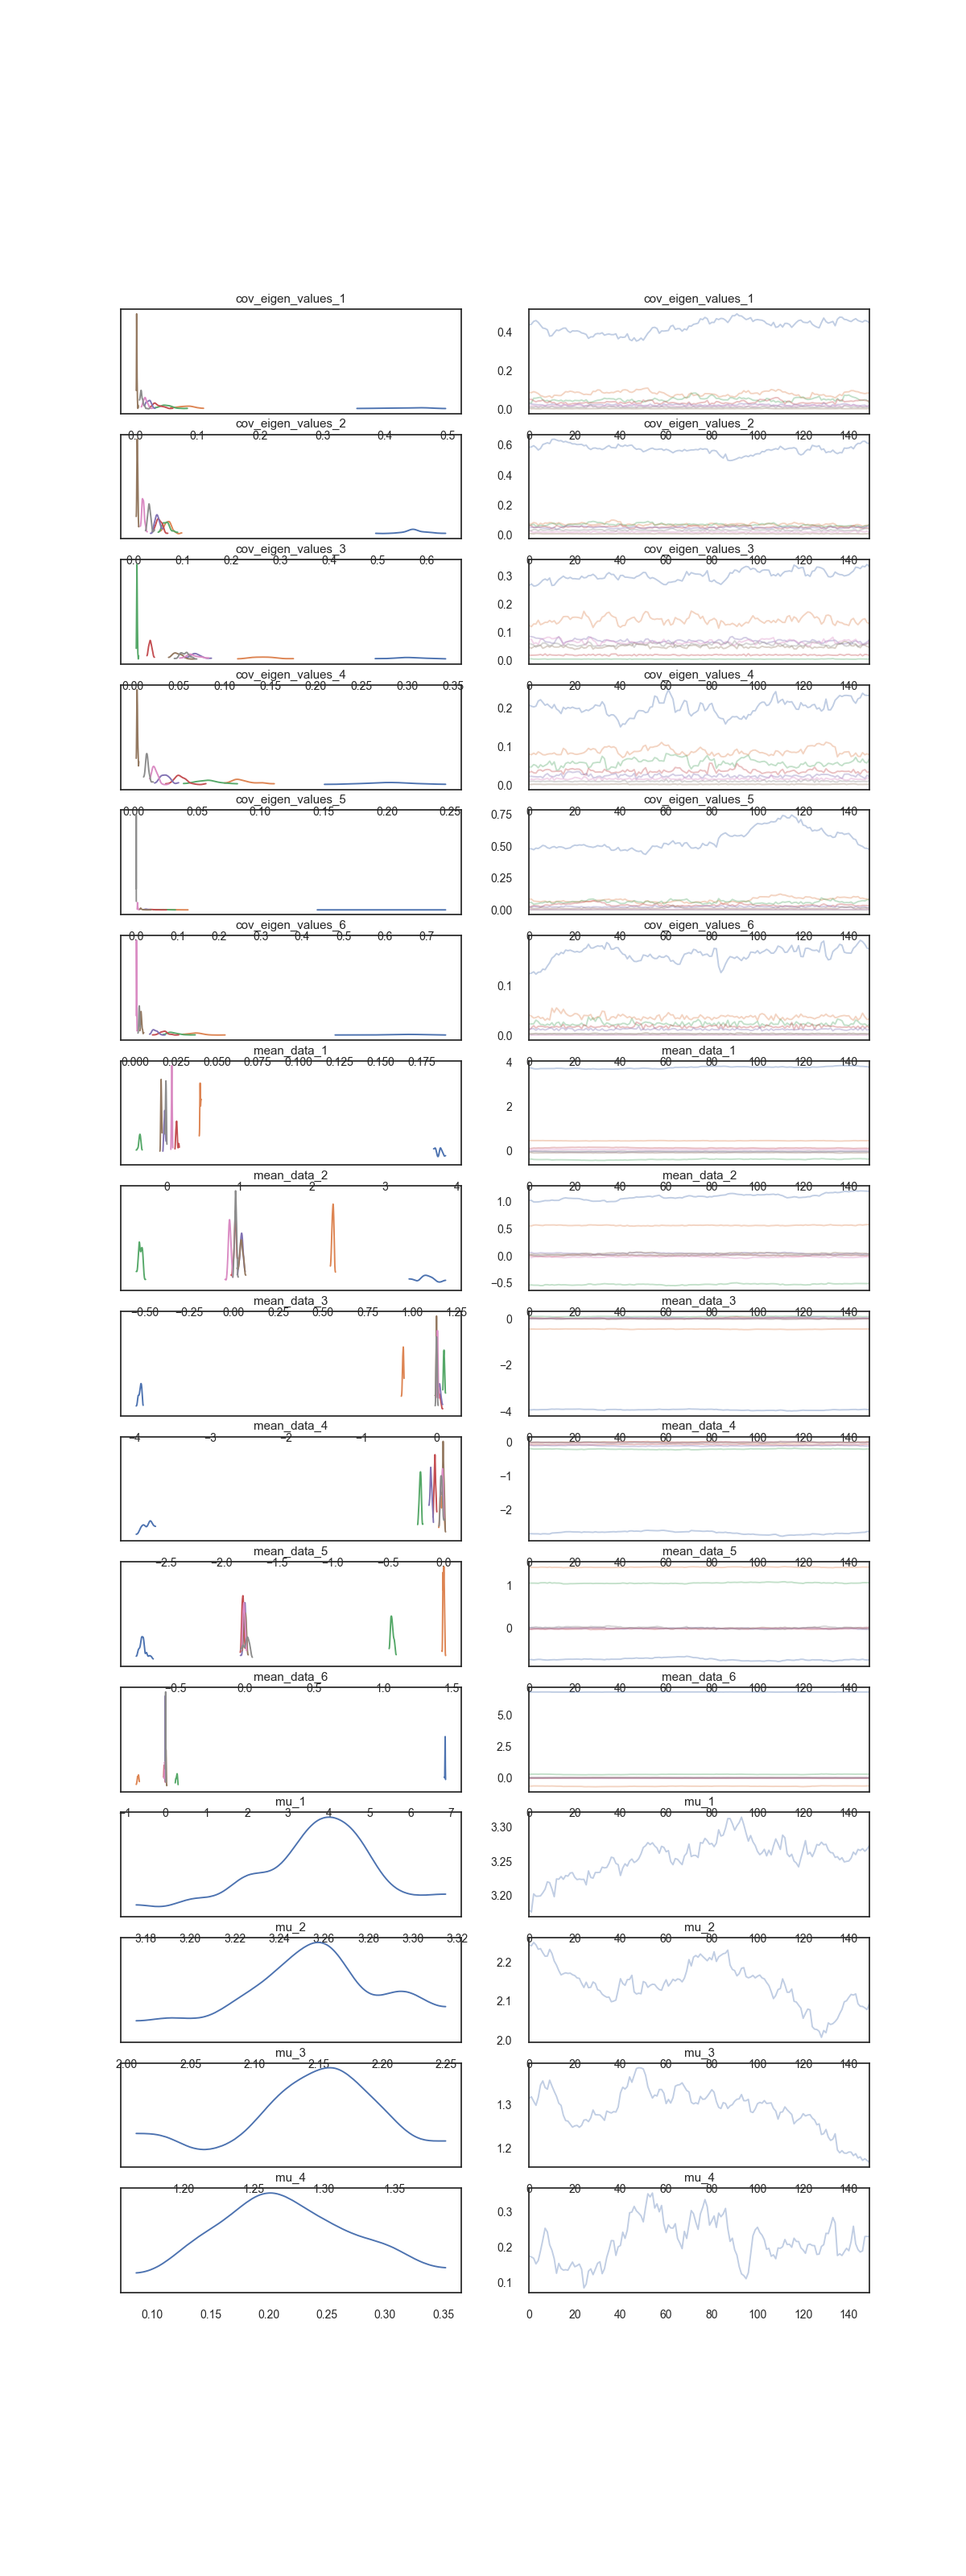 cov_eigen_values_1
cov_eigen_values_1
0.4
0.2
0.0
0.0 0.1 0.2 0.3 0.4 0.5
0 20 40 60 80 100 120 140
cov_eigen_values_2
cov_eigen_values_2
0.6
0.4
0.2
0.0
0.0 0.1 0.2 0.3 0.4 0.5 0.6
0 20 40 60 80 100 120 140
cov_eigen_values_3
cov_eigen_values_3
0.3
0.2
0.1
0.0
0.00 0.05 0.10 0.15 0.20 0.25 0.30 0.35
0 20 40 60 80 100 120 140
cov_eigen_values_4
cov_eigen_values_4
0.2
0.1
0.0
0.00 0.05 0.10 0.15 0.20 0.25
0 20 40 60 80 100 120 140
cov_eigen_values_5
cov_eigen_values_5
0.75
0.50
0.25
0.00
0.0 0.1 0.2 0.3 0.4 0.5 0.6 0.7
0 20 40 60 80 100 120 140
cov_eigen_values_6
cov_eigen_values_6
0.1
0.0
0.000 0.025 0.050 0.075 0.100 0.125 0.150 0.175
0 20 40 60 80 100 120 140
mean_data_1
mean_data_1
4
2
0
0 1 2 3 4
0 20 40 60 80 100 120 140
mean_data_2
mean_data_2
1.0
0.5
0.0
−0.5
−0.50 −0.25 0.00 0.25 0.50 0.75 1.00 1.25
0 20 40 60 80 100 120 140
mean_data_3
mean_data_3
0
−2
−4
−4 −3 −2 −1 0
0 20 40 60 80 100 120 140
mean_data_4
mean_data_4
0
−1
−2
−2.5 −2.0 −1.5 −1.0 −0.5 0.0
0 20 40 60 80 100 120 140
mean_data_5
mean_data_5
1
0
−0.5 0.0 0.5 1.0 1.5
0 20 40 60 80 100 120 140
mean_data_6
mean_data_6
5.0
2.5
0.0
−1 0 1 2 3 4 5 6 7
0 20 40 60 80 100 120 140
mu_1
mu_1
3.30
3.25
3.20
3.18 3.20 3.22 3.24 3.26 3.28 3.30 3.32
0 20 40 60 80 100 120 140
mu_2
mu_2
2.2
2.1
2.0
2.00 2.05 2.10 2.15 2.20 2.25
0 20 40 60 80 100 120 140
mu_3
mu_3
1.3
1.2
1.20 1.25 1.30 1.35
0 20 40 60 80 100 120 140
mu_4
mu_4
0.3
0.2
0.1
0.10 0.15 0.20 0.25 0.30 0.35
0 20 40 60 80 100 120 140